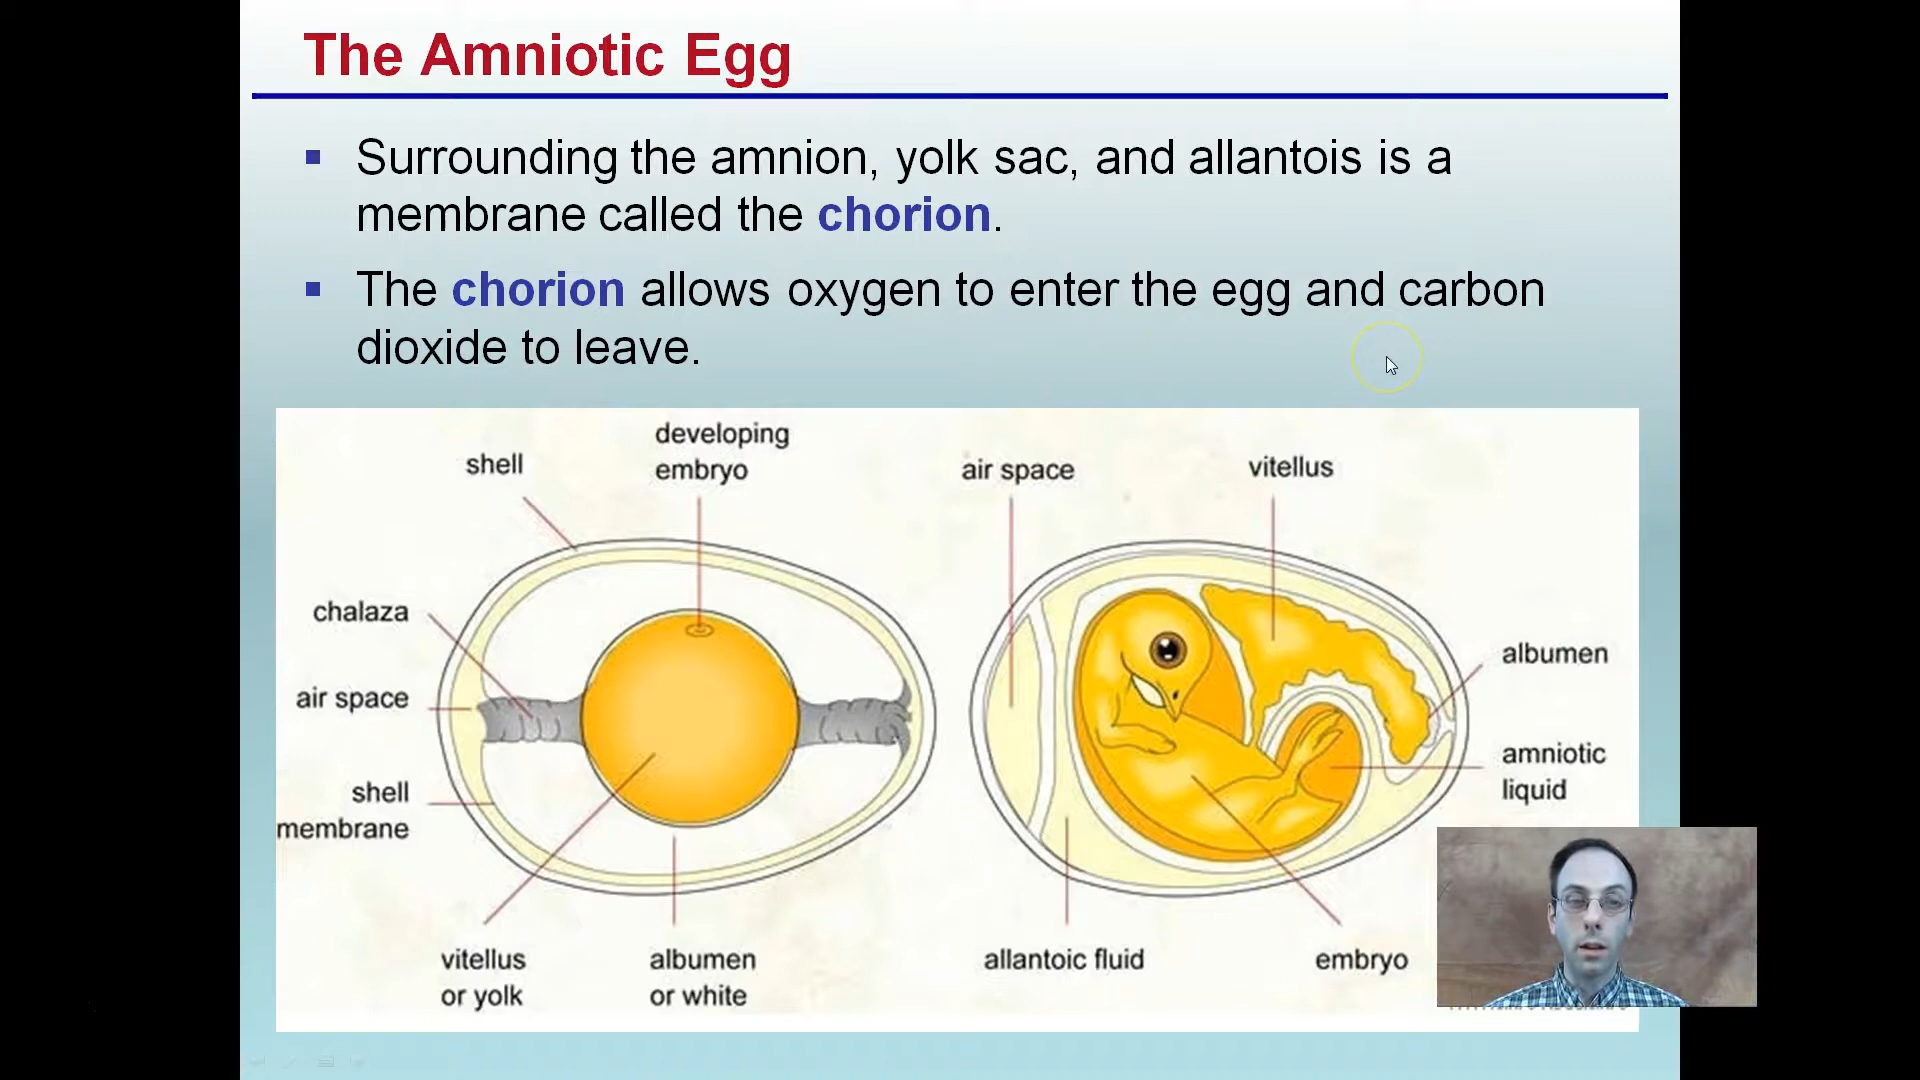 The Amniotic Egg
Surrounding the amnion, yolk sac, and allantois is a
membrane called the chorion.
The chorion allows oxygen to enter the egg and carbon
dioxide to leave.
developing
embryo
shell
chalaza
air space
shell
membrane
vitellus
or yolk
albumen
or white
air space
vitellus
albumen
amniotic
liquid
allantoic fluid
embryo